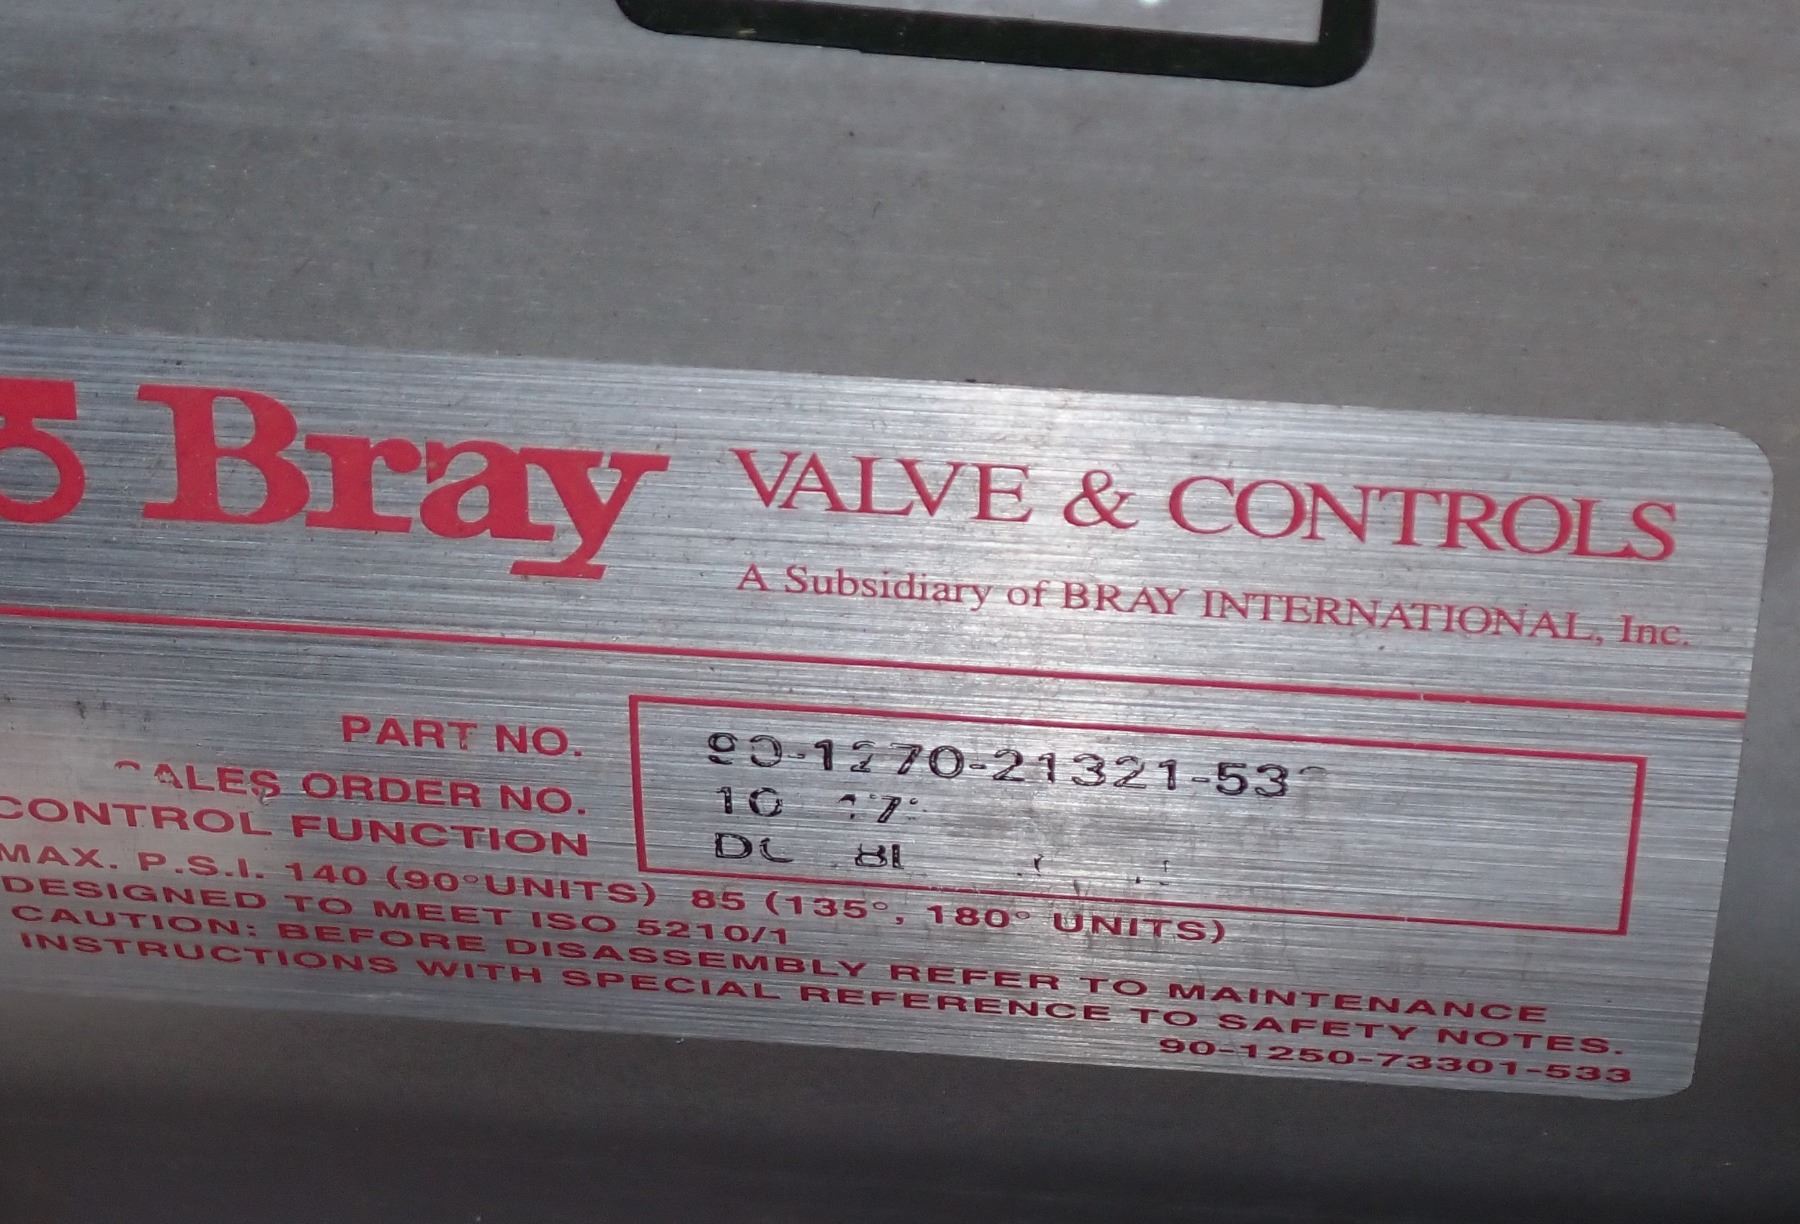 Bray VALVE & CONTROLS
A Subsidiary of BRAY INTERNATIONAL, Inc.
PART NO.
SALES ORDER NO.
CONTROL FUNCTION
MAX. P.S.I. 140 (90°UNITS) 85 (135°, 180° UNITS)
DESIGNED TO MEET ISO 5210/1
CAUTION: BEFORE DISASSEMBLY REFER TO MAINTENANCE
INSTRUCTIONS WITH SPECIAL REFERENCE TO SAFETY NOTES.
90-1250-73301-533